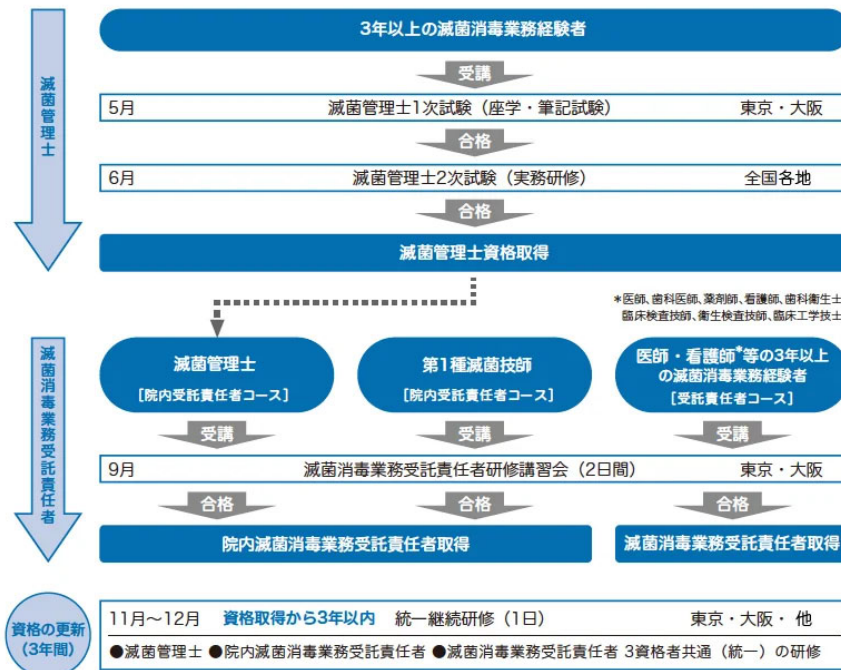 3年以上の滅菌消毒業務経験者
受講
滅菌管理士
5月 滅菌管理士1次試験（座学・筆記試験） 東京・大阪
合格
6月 滅菌管理士2次試験（実務研修） 全国各地
合格
滅菌管理士資格取得
*医師、歯科医師、薬剤師、看護師、歯科衛生士
臨床検査技師、衛生検査技師、臨床工学技士
滅菌消毒業務受託責任者
滅菌管理士
［院内受託責任者コース］
第1種滅菌技師
［院内受託責任者コース］
医師・看護師*等の3年以上
の滅菌消毒業務経験者
［受託責任者コース］
受講 受講 受講
9月 滅菌消毒業務受託責任者研修講習会（2日間） 東京・大阪
合格 合格 合格
院内滅菌消毒業務受託責任者取得
滅菌消毒業務受託責任者取得
資格の更新
（3年間）
11月～12月 資格取得から3年以内 統一継続研修（1日） 東京・大阪・他
●滅菌管理士 ●院内滅菌消毒業務受託責任者 ●滅菌消毒業務受託責任者 3資格者共通（統一）の研修